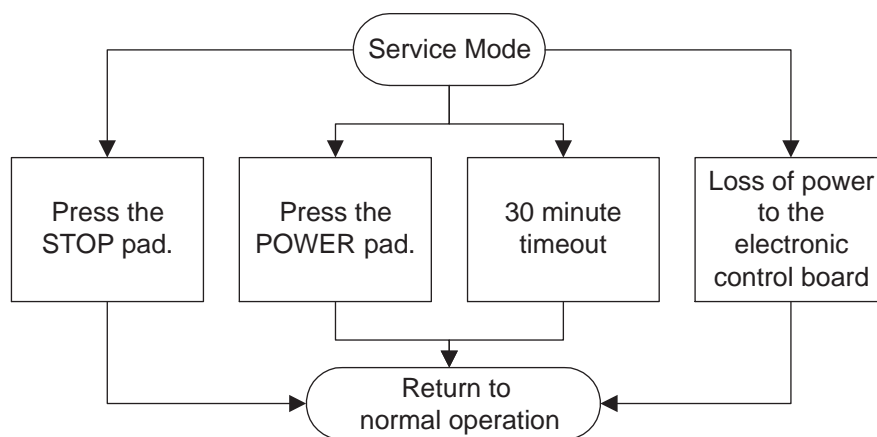 Service Mode
Press the
STOP pad.
Press the
POWER pad.
30 minute
timeout
Loss of power
to the
electronic
control board
Return to
normal operation